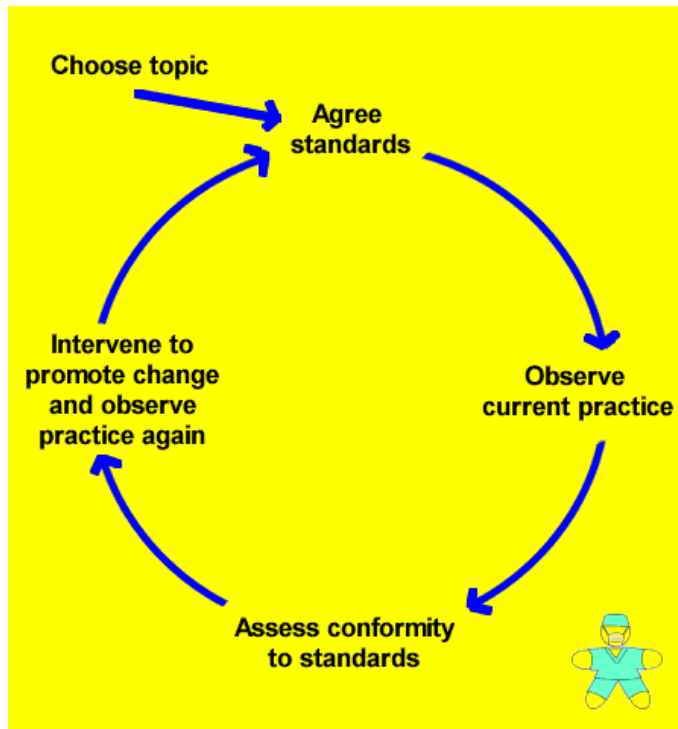 Choose topic
Agree
standards
Observe
current practice
Assess conformity
to standards
Intervene to
promote change
and observe
practice again